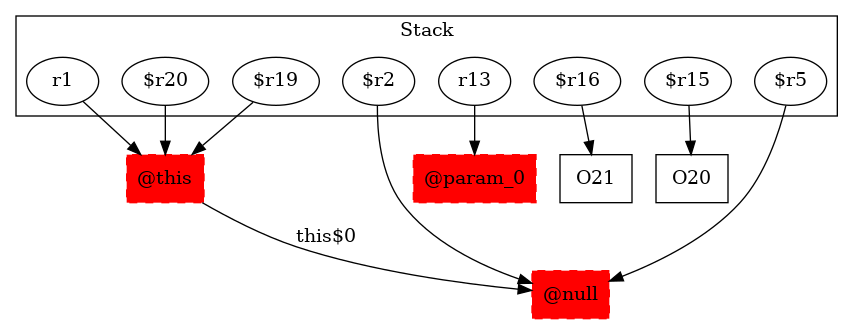 Stack
r1 $r20 $r19 $r2 r13 $r16 $r15 $r5
@this @param_0 O21 O20
this$0
@null